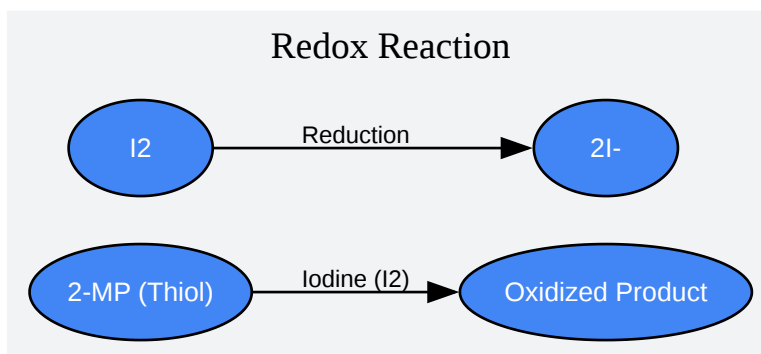 Redox Reaction
I2
Reduction
2I-
2-MP (Thiol)
Iodine (I2)
Oxidized Product